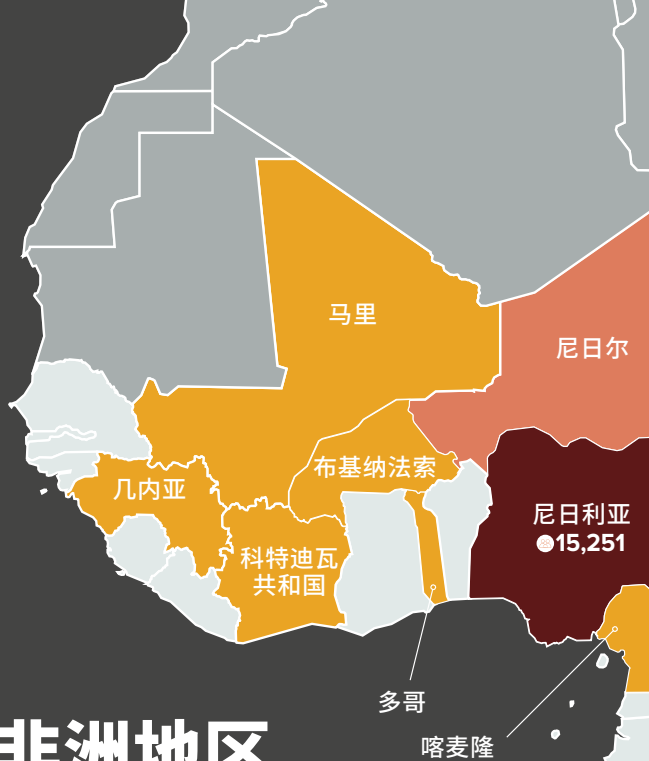 马里
尼日尔
布基纳法索
几内亚
尼日利亚
15,251
科特迪瓦
共和国
多哥
喀麦隆
非洲地区